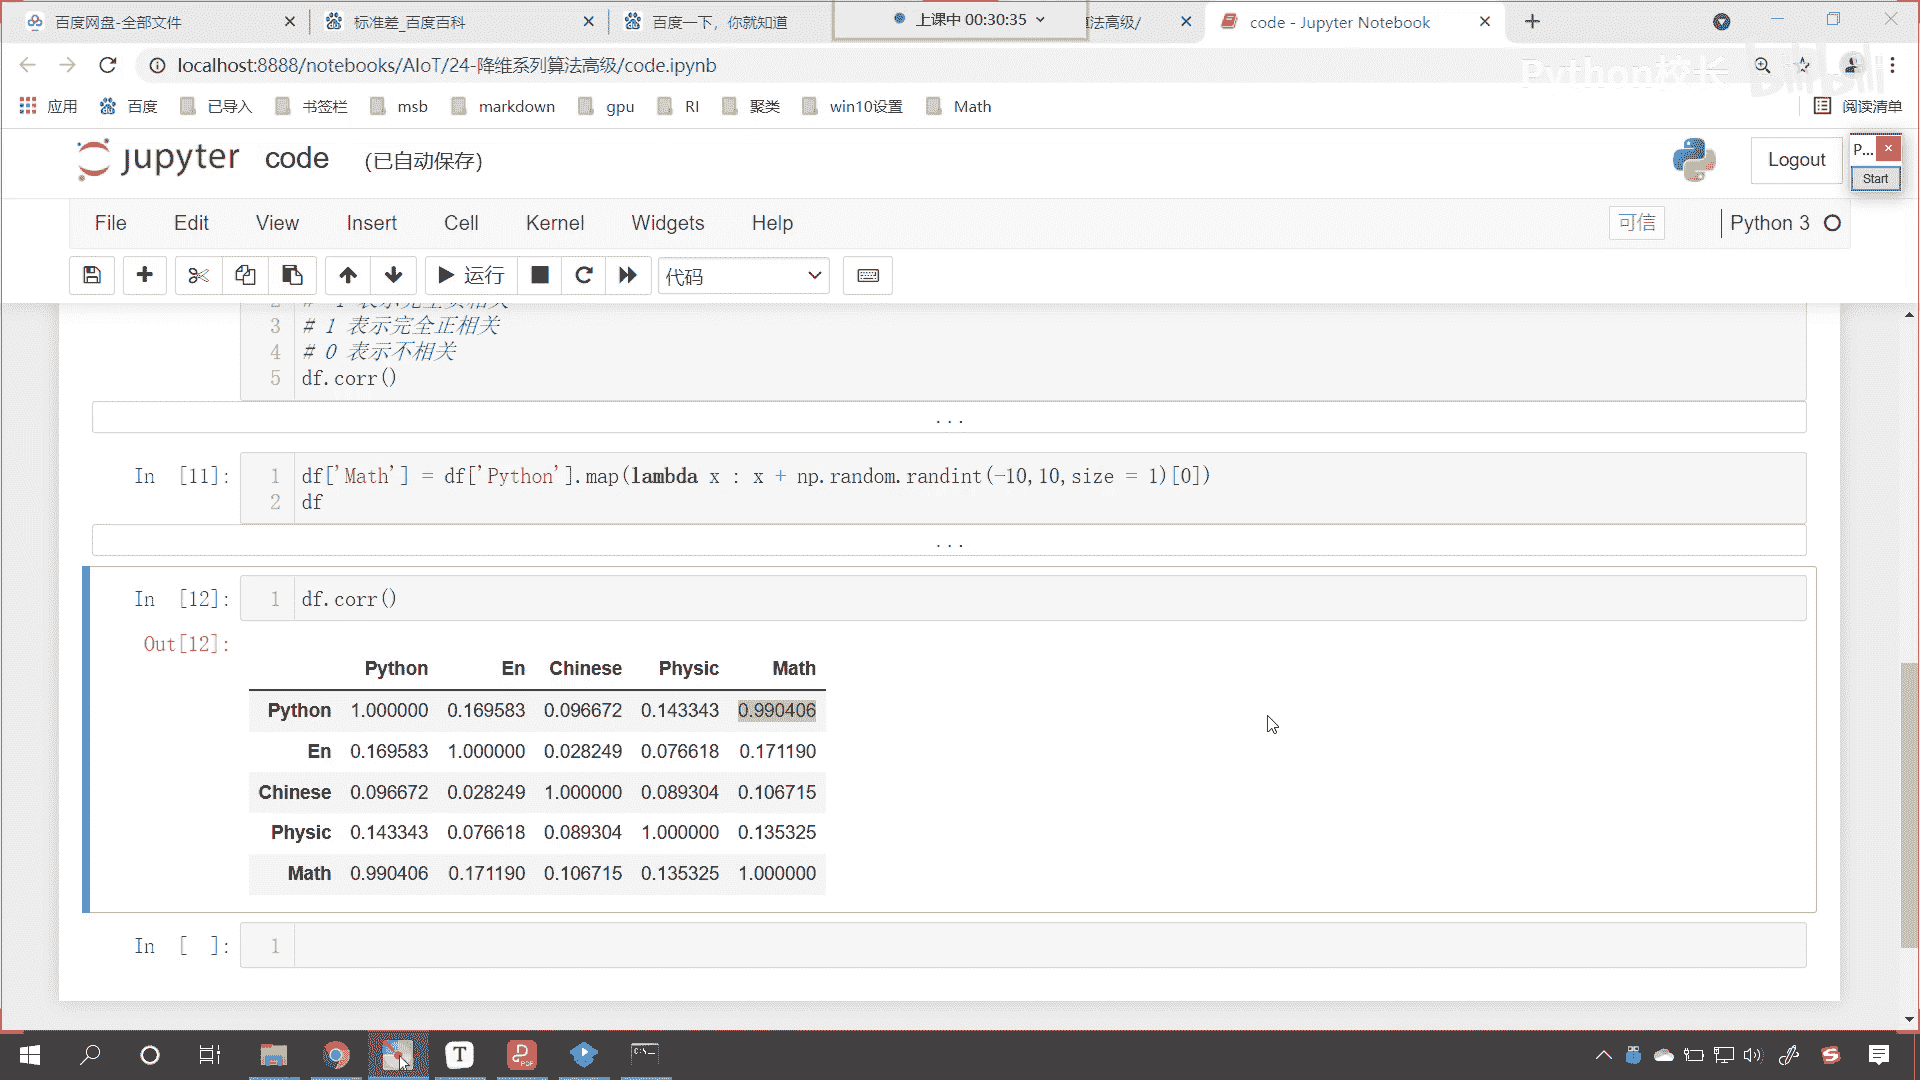 百度网盘-全部文件
标准差_百度百科
百度一下，你就知道
上课中 00:30:35
算法高级/
code - Jupyter Notebook
localhost:8888/notebooks/AIoT/24-降维系列算法高级/code.ipynb
Python校长
bilibili
应用
百度
已导入
书签栏
msb
markdown
gpu
RI
聚类
win10设置
Math
阅读清单
jupyter code (已自动保存)
Logout
P...
Start
File Edit View Insert Cell Kernel Widgets Help
可信
Python 3
运行
代码
3 # 1 表示完全正相关
4 # 0 表示不相关
5 df.corr()
...
In [11]: 1 df['Math'] = df['Python'].map(lambda x : x + np.random.randint(-10,10,size = 1)[0])
2 df
...
In [12]: 1 df.corr()
Out[12]:
Python En Chinese Physic Math
Python 1.000000 0.169583 0.096672 0.143343 0.990406
En 0.169583 1.000000 0.028249 0.076618 0.171190
Chinese 0.096672 0.028249 1.000000 0.089304 0.106715
Physic 0.143343 0.076618 0.089304 1.000000 0.135325
Math 0.990406 0.171190 0.106715 0.135325 1.000000
In [ ]: 1